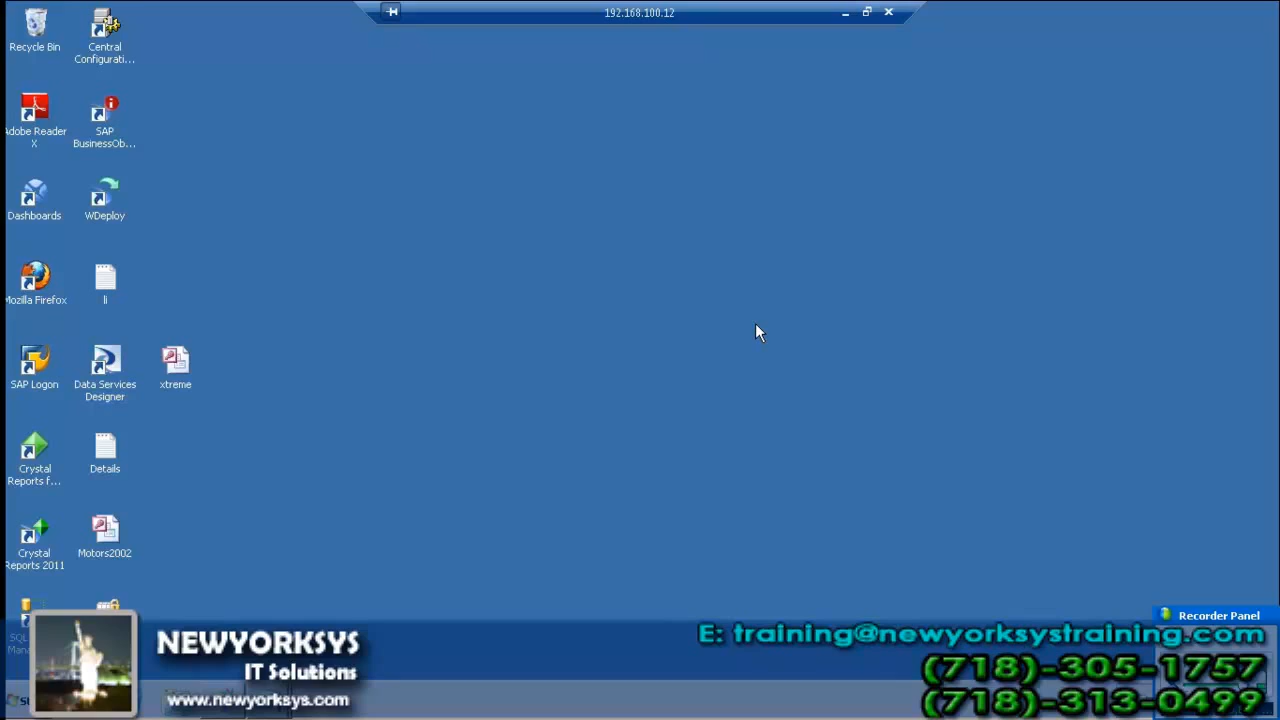 192.168.100.12
Recycle Bin
Central
Configurati...
Adobe Reader
X
SAP
BusinessOb...
Dashboards
WDeploy
Mozilla Firefox
li
SAP Logon
Data Services
Designer
xtreme
Crystal
Reports f...
Details
Crystal
Reports 2011
Motors2002
Recorder Panel
NEWYORKSYS
IT Solutions
www.newyorksys.com
E: training@newyorksystraining.com
(718)-305-1757
(718)-313-0499